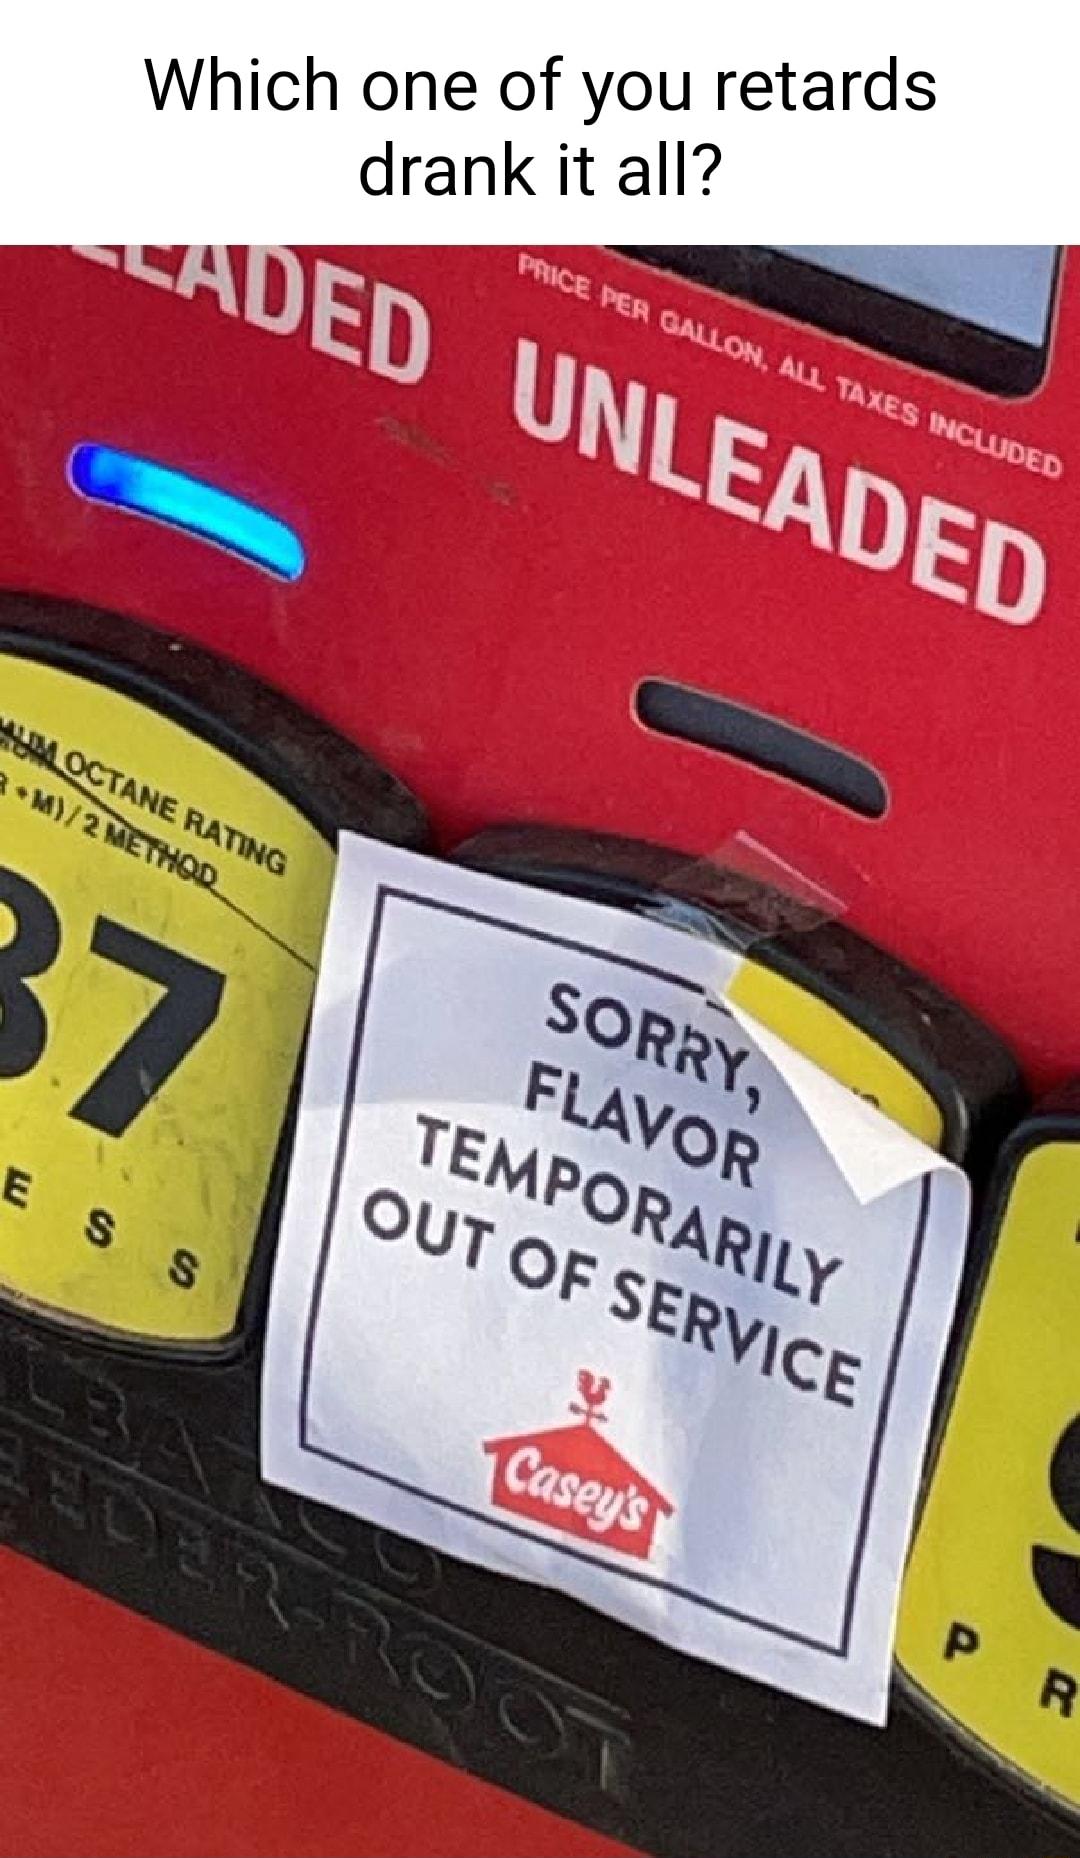 Which one of you retards
drank it all?
PRICE PER GALLON, ALL TAXES INCLUDED
UNLEADED
OCTANE RATING
METHOD
87
SORRY,
FLAVOR
TEMPORARILY
OUT OF SERVICE
Casey's